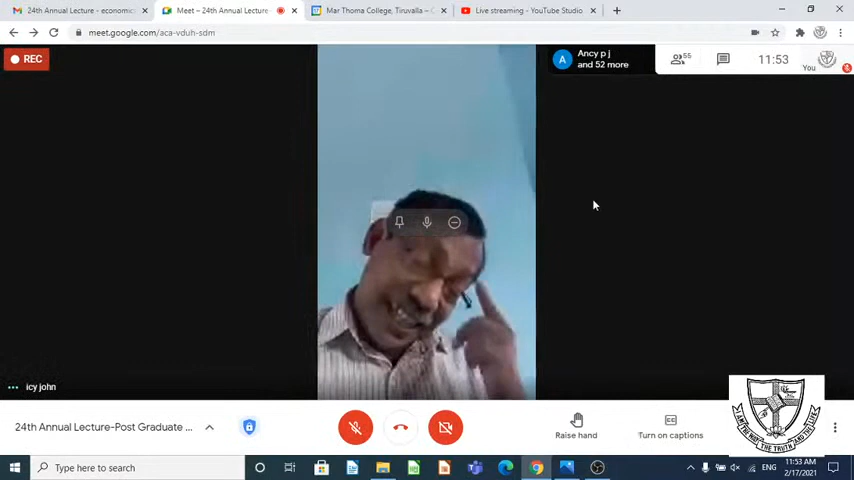 24th Annual Lecture - economic
Meet – 24th Annual Lecture
Mar Thoma College, Tiruvalla – C
Live streaming - YouTube Studio
meet.google.com/aca-vduh-sdm
REC
A
Ancy p j
and 52 more
55
You
11:53
icy john
24th Annual Lecture-Post Graduate ...
Raise hand
Turn on captions
Type here to search
ENG
11:53 AM
2/17/2021